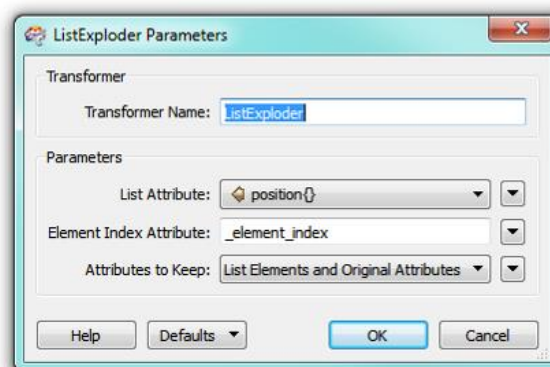 ListExploder Parameters
Transformer
Transformer Name: ListExploder
Parameters
List Attribute: position{}
Element Index Attribute: _element_index
Attributes to Keep: List Elements and Original Attributes
Help Defaults OK Cancel